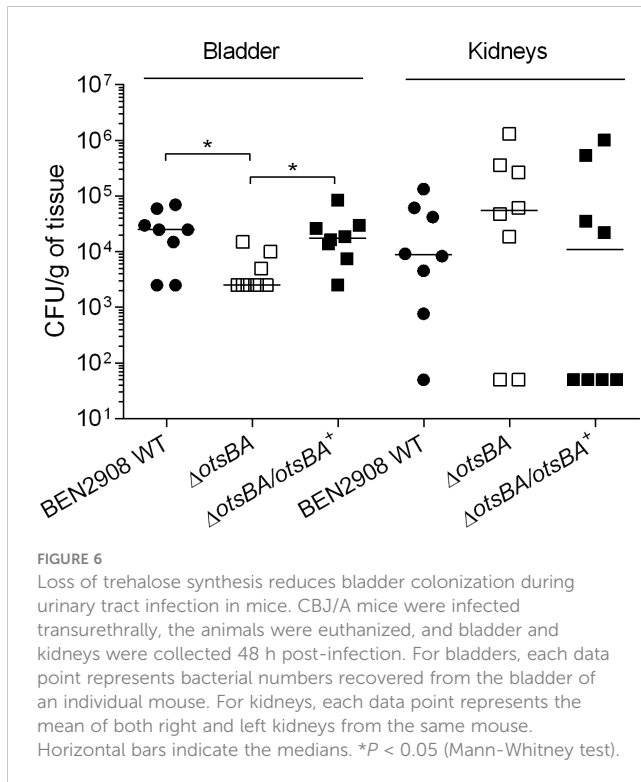 Bladder Kidneys
10⁷
10⁶
10⁵
10⁴
10³
10²
10¹
CFU/g of tissue
* *
BEN2908 WT ΔotsBA ΔotsBA/otsBA⁺ BEN2908 WT ΔotsBA ΔotsBA/otsBA⁺
FIGURE 6
Loss of trehalose synthesis reduces bladder colonization during
urinary tract infection in mice. CBJ/A mice were infected
transurethrally, the animals were euthanized, and bladder and
kidneys were collected 48 h post-infection. For bladders, each data
point represents bacterial numbers recovered from the bladder of
an individual mouse. For kidneys, each data point represents the
mean of both right and left kidneys from the same mouse.
Horizontal bars indicate the medians. *P < 0.05 (Mann-Whitney test).